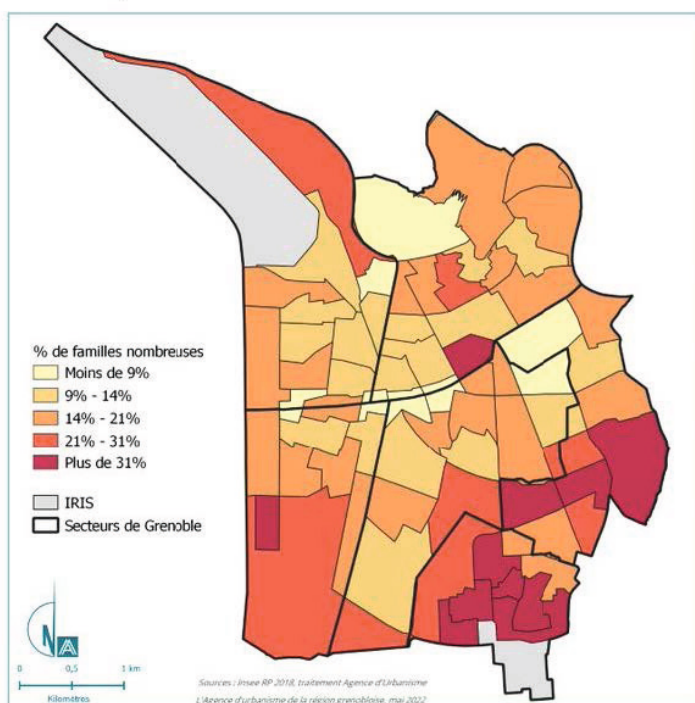 % de familles nombreuses
Moins de 9%
9% - 14%
14% - 21%
21% - 31%
Plus de 31%
IRIS
Secteurs de Grenoble
N A
0 0,5 1 km
Kilomètres
Sources : Insee RP 2018, traitement Agence d'Urbanisme
L'Agence d'urbanisme de la région grenobloise, mai 2022